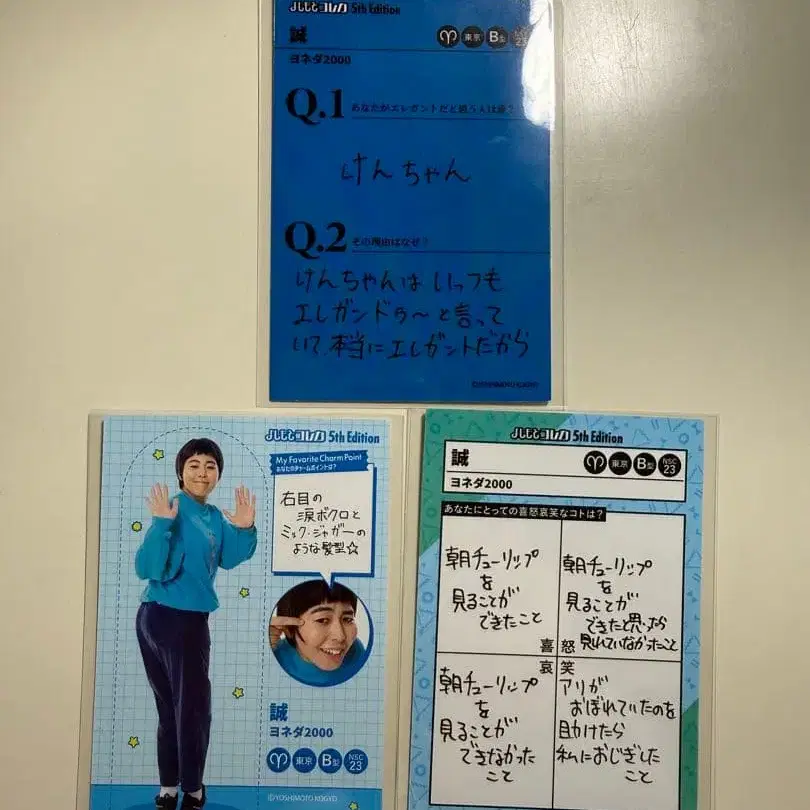 よしもとコレカ 5th Edition
誠
東京 B型 NSC 23
ヨネダ2000
Q.1 あなたがエレガントだと思う人は誰?
けんちゃん
Q.2 その理由はなぜ?
けんちゃんは いつも
エレガンドゥ〜と言って
いて、本当にエレガントだから
©YOSHIMOTO KOGYO
よしもとコレカ 5th Edition
My Favorite Charm Point
あなたのチャームポイントは?
右目の
涙ボクロと
ミック・ジャガーの
ような髪型☆
誠
ヨネダ2000
東京 B型 NSC 23
©YOSHIMOTO KOGYO
よしもとコレカ 5th Edition
誠
東京 B型 NSC 23
ヨネダ2000
あなたにとっての喜怒哀笑なコトは?
朝チューリップ
を
見ることが
できたこと
喜
朝チューリップ
を
見ることが
できたと思ったら
見れていなかったこと
怒
哀
朝チューリップ
を
見ることが
できなかった
こと
笑
アリが
おぼれていたのを
助けたら
私におじぎした
こと